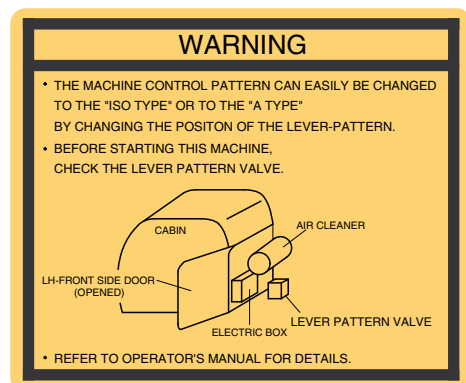 WARNING
• THE MACHINE CONTROL PATTERN CAN EASILY BE CHANGED
TO THE "ISO TYPE" OR TO THE "A TYPE"
BY CHANGING THE POSITON OF THE LEVER-PATTERN.
• BEFORE STARTING THIS MACHINE,
CHECK THE LEVER PATTERN VALVE.
CABIN
AIR CLEANER
LH-FRONT SIDE DOOR
(OPENED)
LEVER PATTERN VALVE
ELECTRIC BOX
• REFER TO OPERATOR'S MANUAL FOR DETAILS.